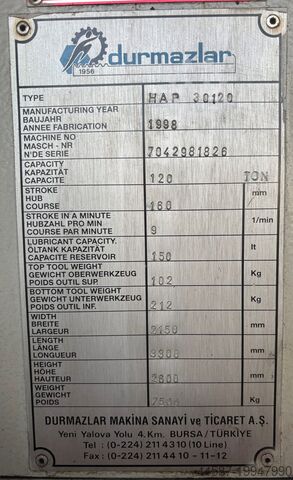 1956
durmazlar
TYPE
HAP 30120
MANUFACTURING YEAR
BAUJAHR
ANNEE FABRICATION
1998
MACHINE NO
MASCH - NR
N'DE SERIE
7042981826
CAPACITY
KAPAZITÄT
CAPACITE
120 TON
STROKE
HUB
COURSE
160 mm
STROKE IN A MINUTE
HUBZAHL PRO MIN
COURSE PAR MINUTE
9 1/min
LUBRICANT CAPACITY.
ÖLTANK KAPAZITÄT
CAPACITE RESERVOIR
150 lt
TOP TOOL WEIGHT
GEWICHT OBERWERKZEUG
POIDS OUTIL SUP.
102 Kg
BOTTOM TOOL WEIGHT
GEWICHT UNTERWERKZEUG
POIDS OUTIL INF.
212 Kg
WIDTH
BREITE
LARGEUR
2150 mm
LENGTH
LÄNGE
LONGUEUR
3300 mm
HEIGHT
HÖHE
HAUTEUR
2800 mm
WEIGHT
GEWICHT
POIDS
Kg
DURMAZLAR MAKİNA SANAYİ ve TİCARET A.Ş.
Yeni Yalova Yolu 4.Km. BURSA/TÜRKİYE
Tel : (0-224) 211 43 10 (10 Line)
Fax : (0-224) 211 44 10 - 11-12